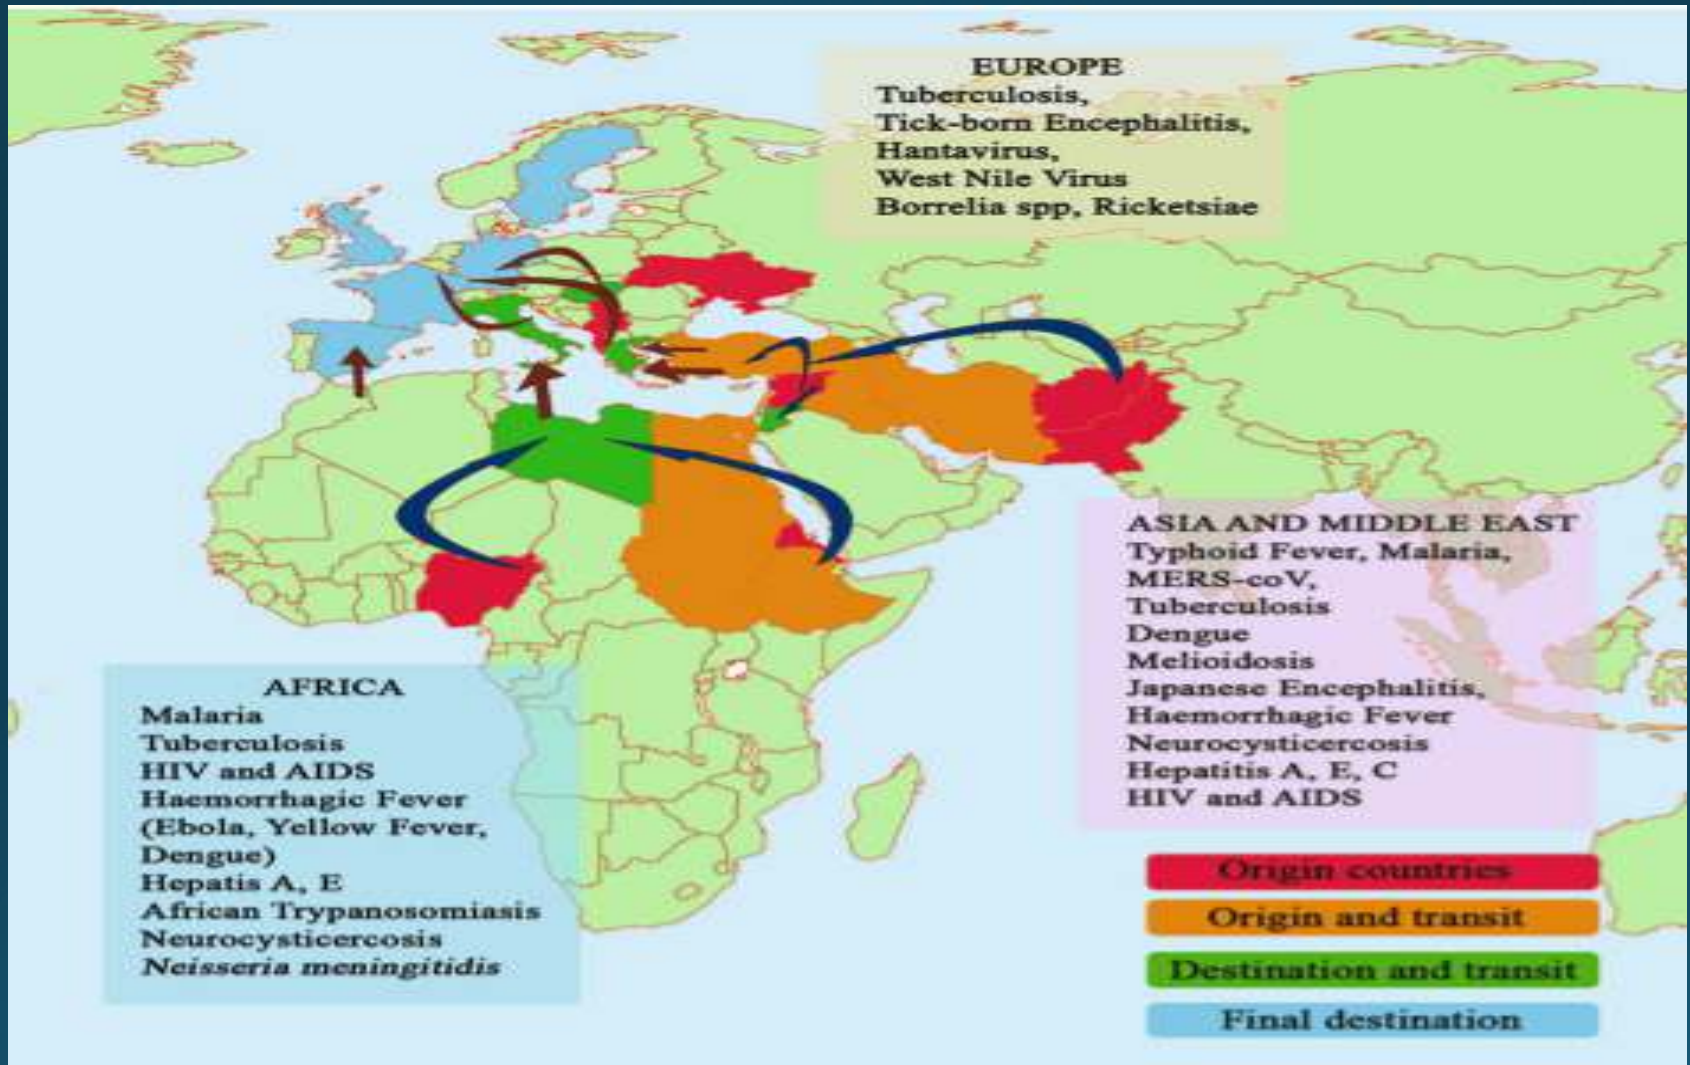 EUROPE
Tuberculosis,
Tick-born Encephalitis,
Hantavirus,
West Nile Virus
Borrelia spp, Ricketsiae
ASIA AND MIDDLE EAST
Typhoid Fever, Malaria,
MERS-coV,
Tuberculosis
Dengue
Melioidosis
Japanese Encephalitis,
Haemorrhagic Fever
Neurocysticercosis
Hepatitis A, E, C
HIV and AIDS
AFRICA
Malaria
Tuberculosis
HIV and AIDS
Haemorrhagic Fever
(Ebola, Yellow Fever,
Dengue)
Hepatis A, E
African Trypanosomiasis
Neurocysticercosis
Neisseria meningitidis
Origin countries
Origin and transit
Destination and transit
Final destination